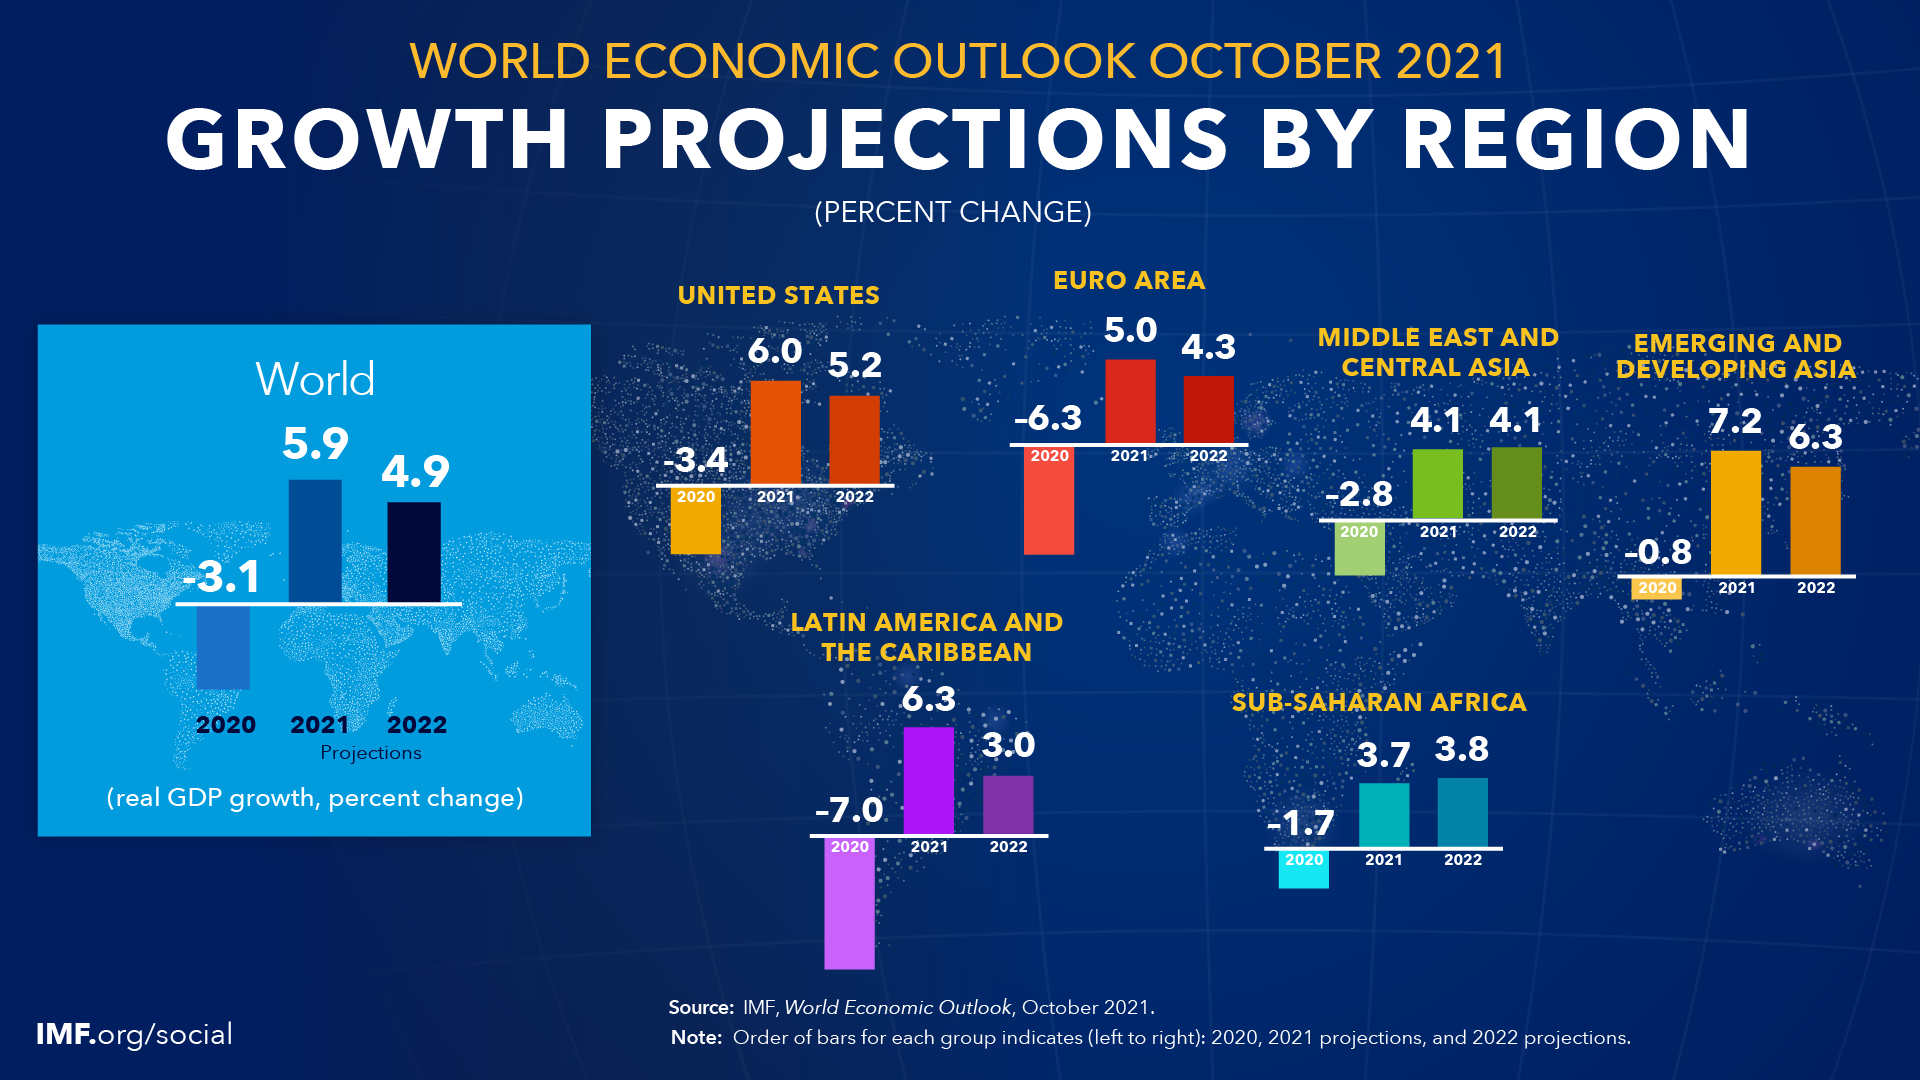 WORLD ECONOMIC OUTLOOK OCTOBER 2021
GROWTH PROJECTIONS BY REGION
(PERCENT CHANGE)
World
5.9
4.9
-3.1
2020 2021 2022
Projections
(real GDP growth, percent change)
UNITED STATES
6.0
5.2
-3.4
2020 2021 2022
EURO AREA
5.0
4.3
-6.3
2020 2021 2022
MIDDLE EAST AND
CENTRAL ASIA
4.1 4.1
-2.8
2020 2021 2022
EMERGING AND
DEVELOPING ASIA
7.2
6.3
-0.8
2020 2021 2022
LATIN AMERICA AND
THE CARIBBEAN
6.3
3.0
-7.0
2020 2021 2022
SUB-SAHARAN AFRICA
3.7 3.8
-1.7
2020 2021 2022
Source: IMF, World Economic Outlook, October 2021.
Note: Order of bars for each group indicates (left to right): 2020, 2021 projections, and 2022 projections.
IMF.org/social